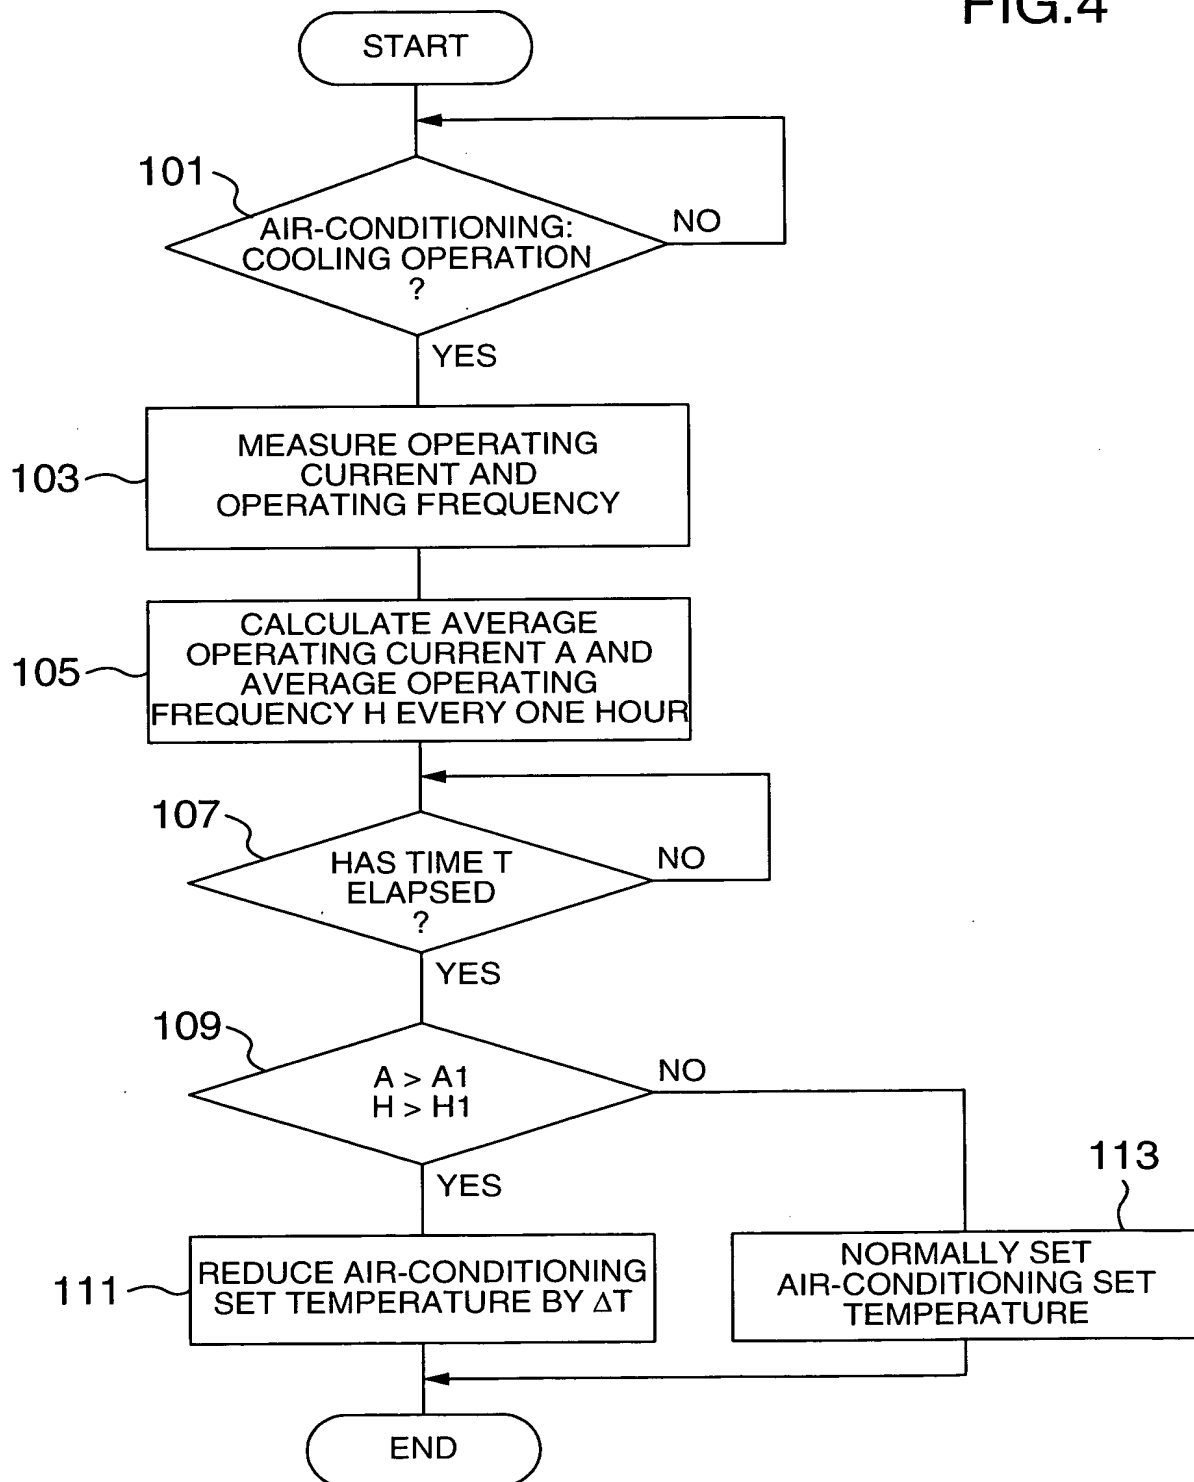 FIG.4
START
101
AIR-CONDITIONING:
COOLING OPERATION
?
NO
YES
103
MEASURE OPERATING
CURRENT AND
OPERATING FREQUENCY
105
CALCULATE AVERAGE
OPERATING CURRENT A AND
AVERAGE OPERATING
FREQUENCY H EVERY ONE HOUR
107
HAS TIME T
ELAPSED
?
NO
YES
109
A > A1
H > H1
NO
YES
111
REDUCE AIR-CONDITIONING
SET TEMPERATURE BY ΔT
113
NORMALLY SET
AIR-CONDITIONING SET
TEMPERATURE
END